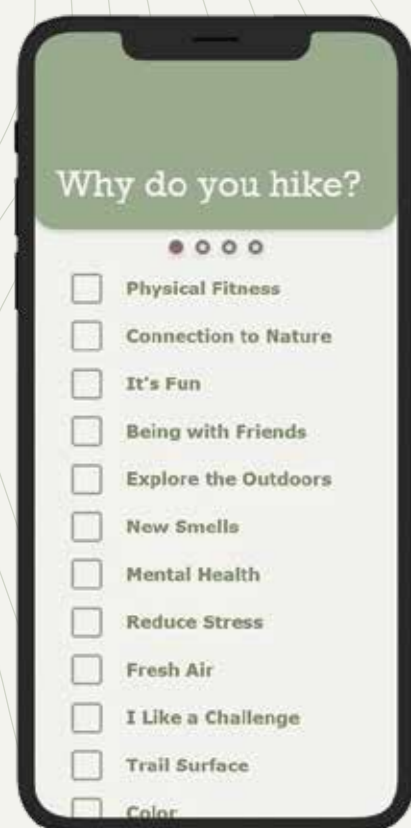 Why do you hike?
Physical Fitness
Connection to Nature
It's Fun
Being with Friends
Explore the Outdoors
New Smells
Mental Health
Reduce Stress
Fresh Air
I Like a Challenge
Trail Surface
Color